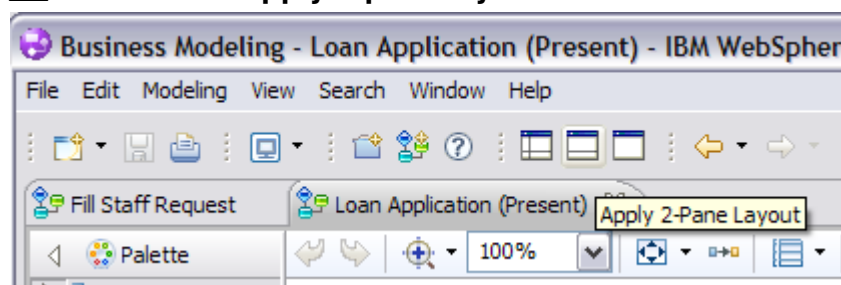 Business Modeling - Loan Application (Present) - IBM WebSpher
File Edit Modeling View Search Window Help
Fill Staff Request Loan Application (Present)
Apply 2-Pane Layout
Palette 100%